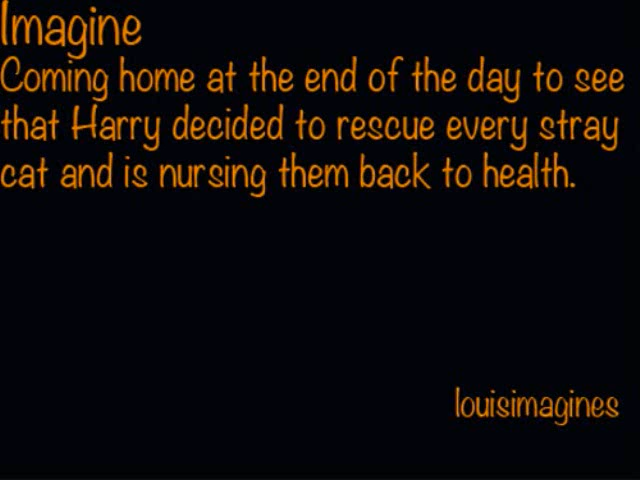 Imagine
Coming home at the end of the day to see
that Harry decided to rescue every stray
cat and is nursing them back to health.
louisimagines